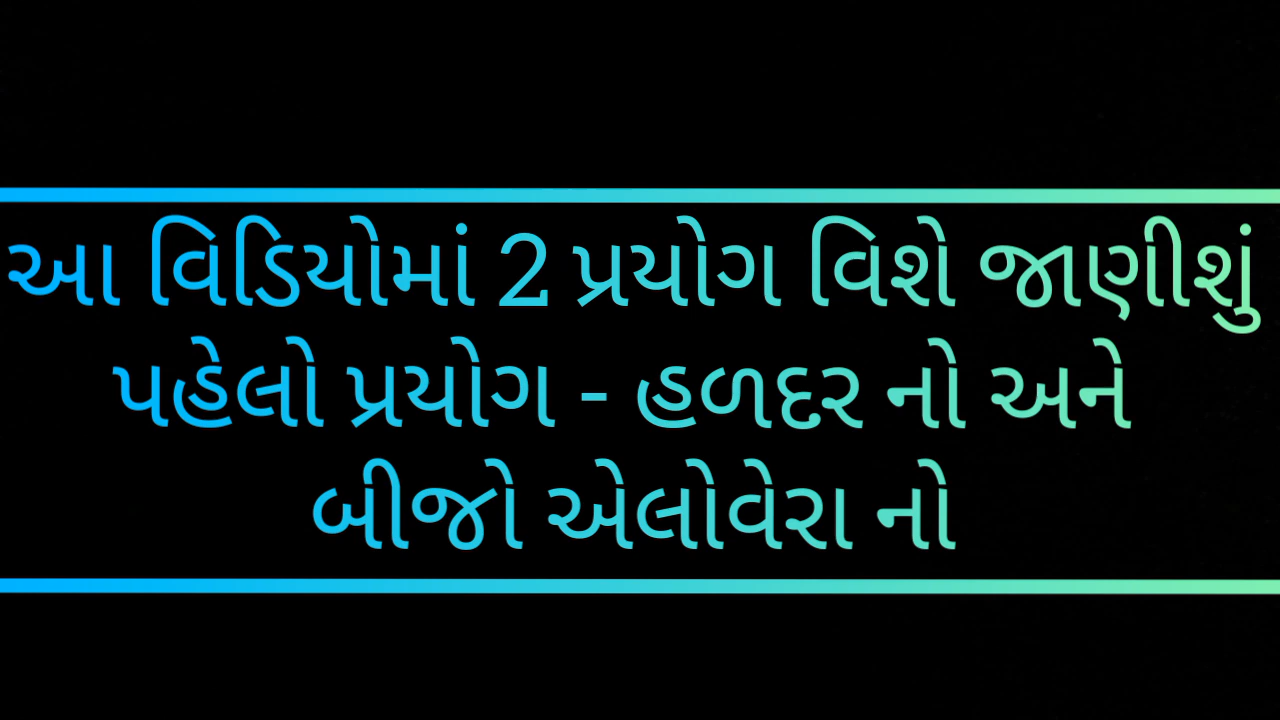 આ વિડિયોમાં 2 પ્રયોગ વિશે જાણીશું
પહેલો પ્રયોગ - હળદર નો અને
બીજો એલોવેરા નો